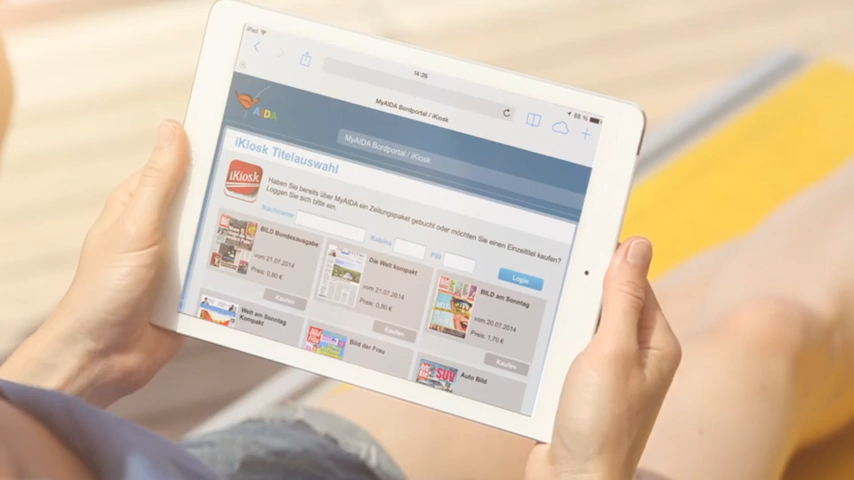 iPad
14:26
88 %
MyAIDA Bordportal / iKiosk
AIDA
MyAIDA Bordportal / iKiosk
iKiosk Titelauswahl
iKiosk
Haben Sie bereits über MyAIDA ein Zeitungspaket gebucht oder möchten Sie einen Einzeltitel kaufen?
Loggen Sie sich bitte ein.
Nachname
Kabine
PIN
Login
BILD Bundesausgabe
vom 21.07.2014
Preis: 0,80 €
Kaufen
Die Welt kompakt
vom 21.07.2014
Preis: 0,80 €
Kaufen
BILD am Sonntag
vom 20.07.2014
Preis: 1,70 €
Kaufen
Welt am Sonntag
Kompakt
Bild der Frau
Auto Bild
SUV